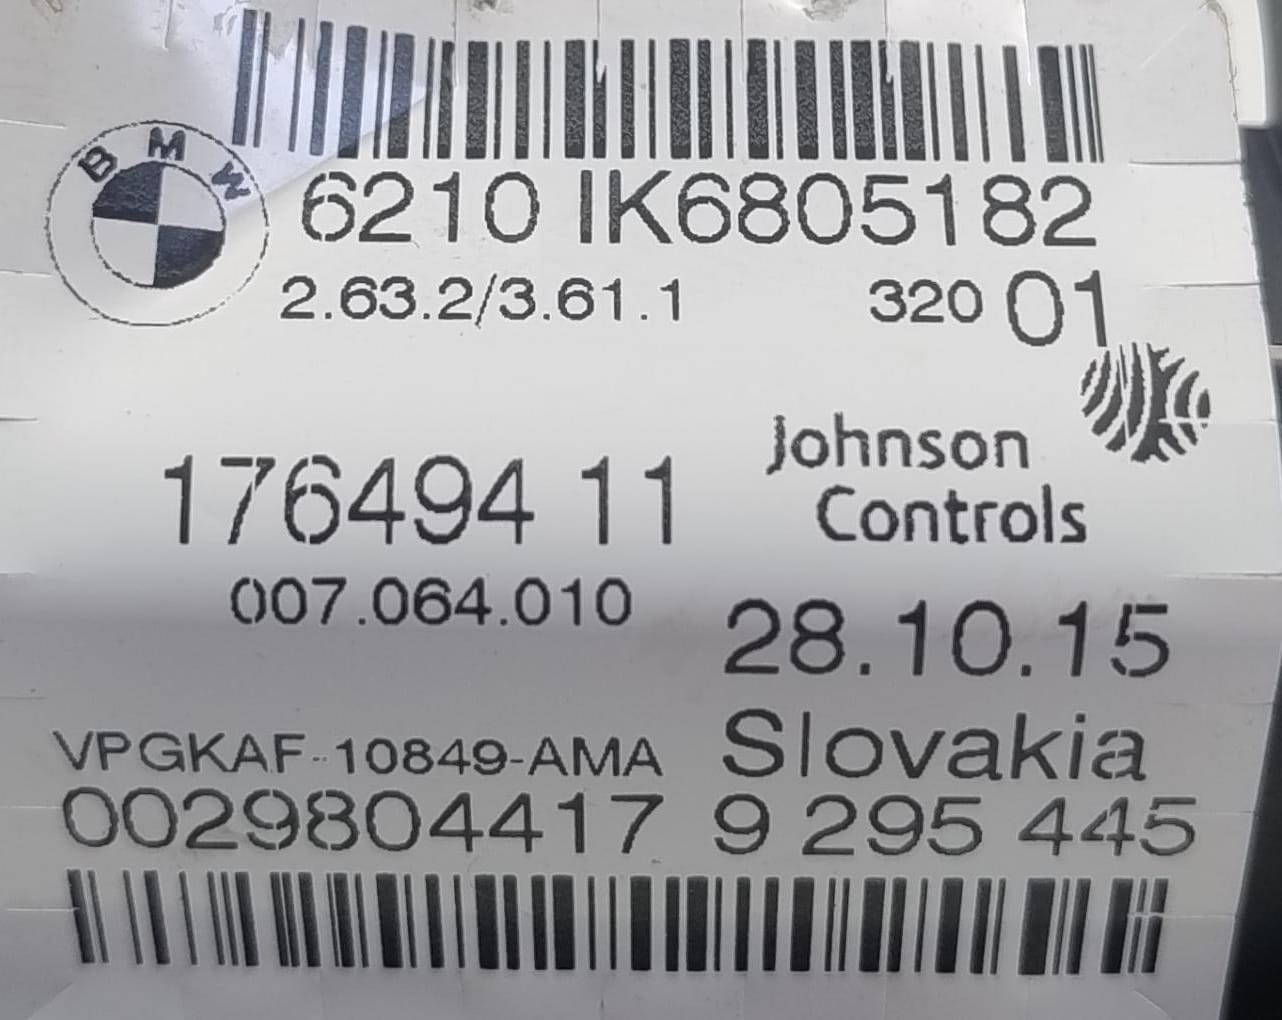 BMW
6210 IK6805182
2.63.2/3.61.1 320 01
Johnson
Controls
176494 11
007.064.010
28.10.15
Slovakia
VPGKAF-10849-AMA
0029804417 9 295 445